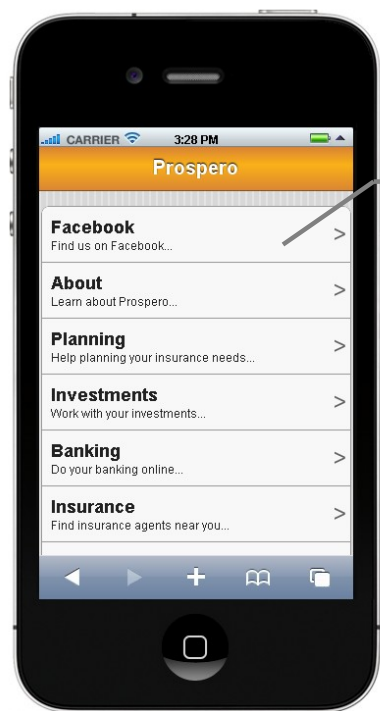 CARRIER 3:28 PM
Prospero
Facebook
Find us on Facebook...
>
About
Learn about Prospero...
>
Planning
Help planning your insurance needs...
>
Investments
Work with your investments...
>
Banking
Do your banking online...
>
Insurance
Find insurance agents near you...
>